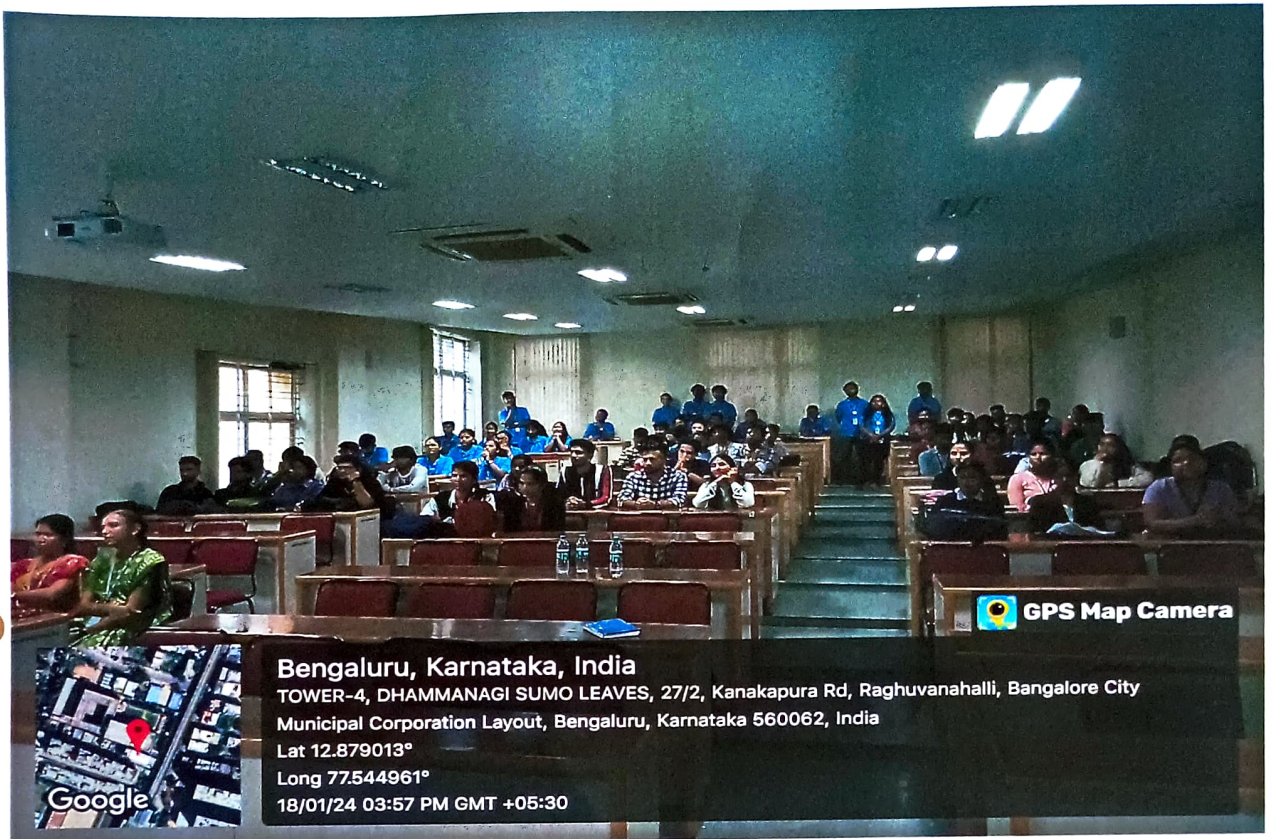 GPS Map Camera
Bengaluru, Karnataka, India
TOWER-4, DHAMMANAGI SUMO LEAVES, 27/2, Kanakapura Rd, Raghuvanahalli, Bangalore City
Municipal Corporation Layout, Bengaluru, Karnataka 560062, India
Lat 12.879013°
Long 77.544961°
18/01/24 03:57 PM GMT +05:30
Google